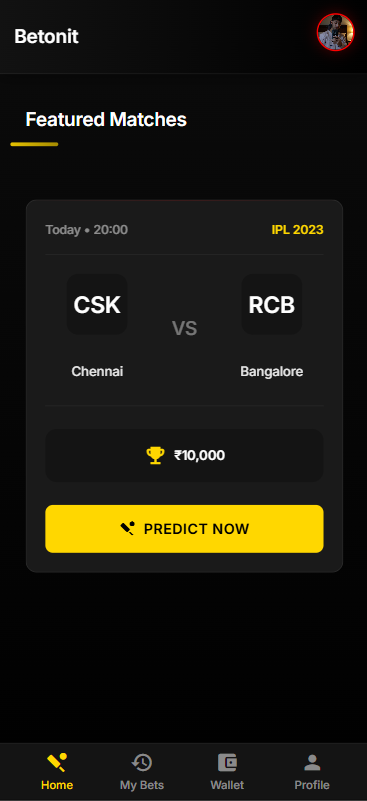 Betonit
Featured Matches
Today • 20:00 IPL 2023
CSK VS RCB
Chennai Bangalore
₹10,000
PREDICT NOW
Home My Bets Wallet Profile